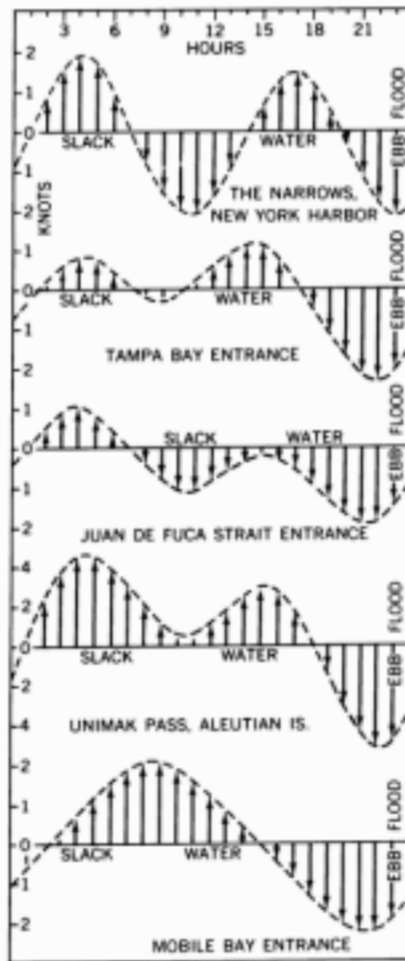 3 6 9 12 15 18 21
HOURS
2
1
0
1
2
SLACK WATER
KNOTS
EBB FLOOD
THE NARROWS,
NEW YORK HARBOR
1
0
1
2
SLACK WATER
EBB FLOOD
TAMPA BAY ENTRANCE
1
0
1
2
SLACK WATER
EBB FLOOD
JUAN DE FUCA STRAIT ENTRANCE
4
2
0
2
4
SLACK WATER
EBB FLOOD
UNIMAK PASS, ALEUTIAN IS.
2
1
0
1
2
SLACK WATER
EBB FLOOD
MOBILE BAY ENTRANCE